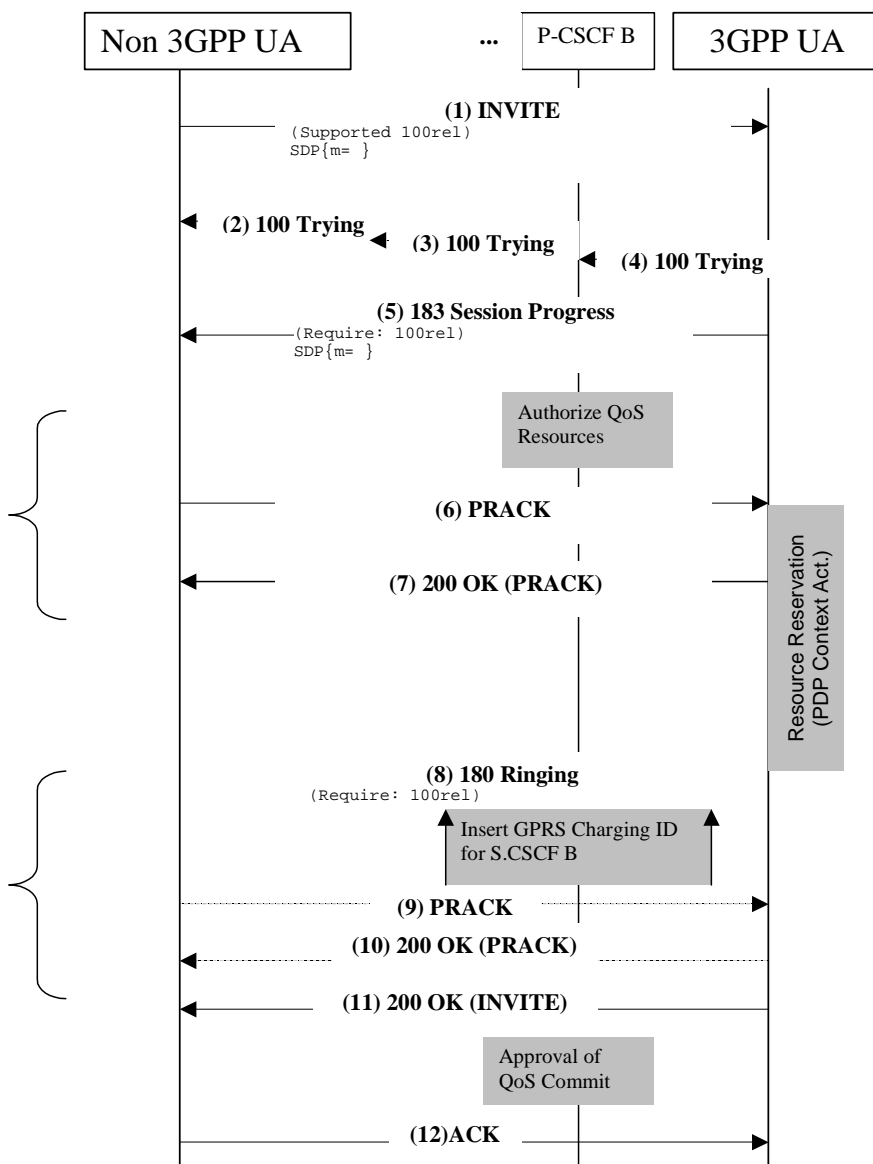 Non 3GPP UA
...
P-CSCF B
3GPP UA
(1) INVITE
(Supported 100rel)
SDP{m= }
(2) 100 Trying
(3) 100 Trying
(4) 100 Trying
(5) 183 Session Progress
(Require: 100rel)
SDP{m= }
Authorize QoS
Resources
(6) PRACK
(7) 200 OK (PRACK)
Resource Reservation
(PDP Context Act.)
(8) 180 Ringing
(Require: 100rel)
Insert GPRS Charging ID
for S.CSCF B
(9) PRACK
(10) 200 OK (PRACK)
(11) 200 OK (INVITE)
Approval of
QoS Commit
(12)ACK